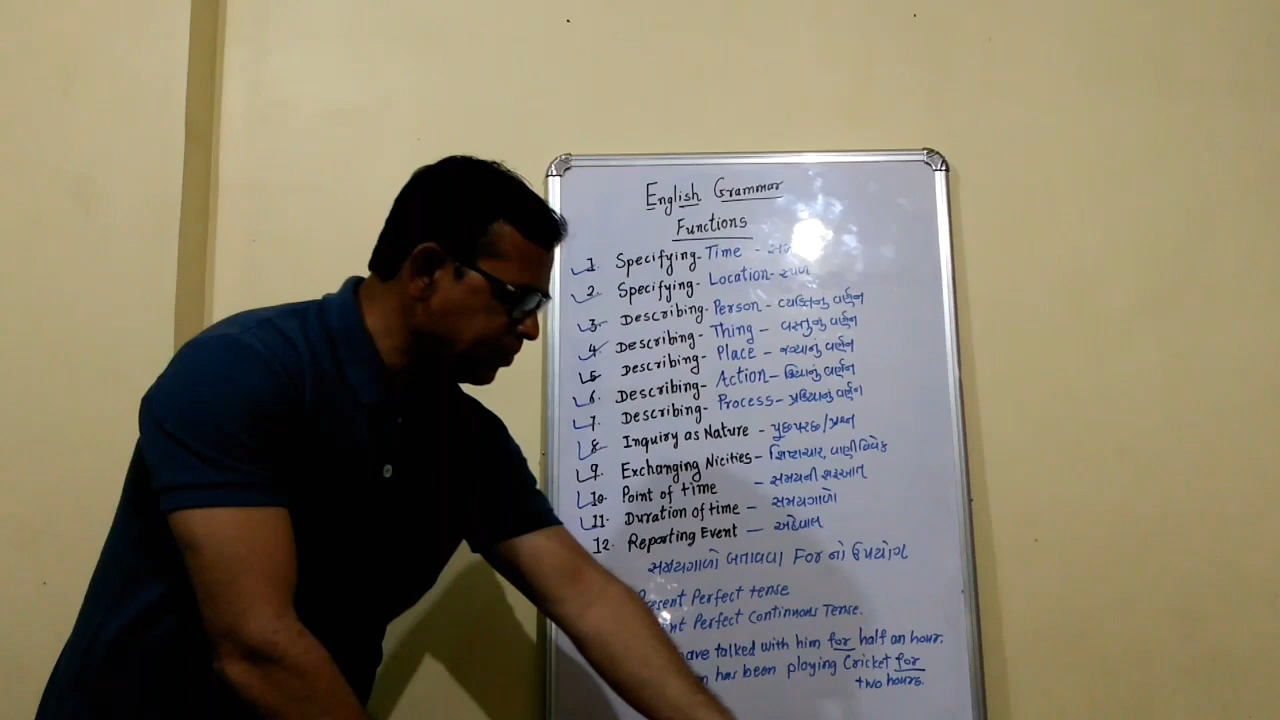 English Grammar
Functions
1. Specifying - Time -
2. Specifying - Location - સ્થળ
3. Describing - Person - વ્યક્તિનું વર્ણન
4. Describing - Thing - વસ્તુનું વર્ણન
5. Describing - Place - જગ્યાનું વર્ણન
6. Describing - Action - ક્રિયાનું વર્ણન
7. Describing - Process - પ્રક્રિયાનું વર્ણન
8. Inquiry as Nature - પૂછપરછ/પ્રશ્ન
9. Exchanging Nicities - શિષ્ટાચાર, વાણીવિવેક
10. Point of time - સમયની શરૂઆત
11. Duration of time - સમયગાળો
12. Reporting Event - અહેવાલ
સમયગાળો બતાવવા For નો ઉપયોગ
Present Perfect tense
Perfect Continuous Tense.
have talked with him for half an hour.
has been playing Cricket for
two hours.